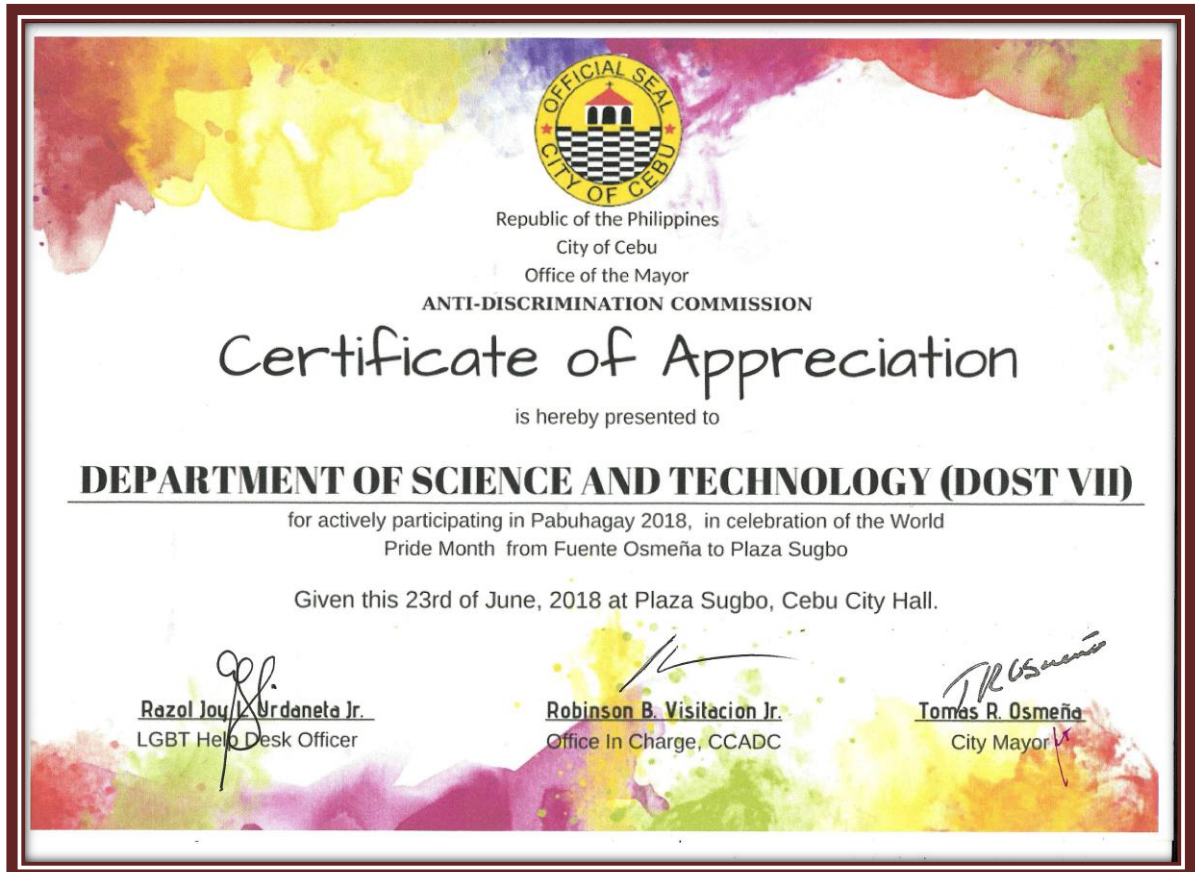 OFFICIAL SEAL
CITY OF CEBU
Republic of the Philippines
City of Cebu
Office of the Mayor
ANTI-DISCRIMINATION COMMISSION
Certificate of Appreciation
is hereby presented to
DEPARTMENT OF SCIENCE AND TECHNOLOGY (DOST VII)
for actively participating in Pabuhagay 2018, in celebration of the World
Pride Month from Fuente Osmeña to Plaza Sugbo
Given this 23rd of June, 2018 at Plaza Sugbo, Cebu City Hall.
TROsmeña
Razol Joy L. Urdaneta Jr. Robinson B. Visitacion Jr. Tomas R. Osmeña
LGBT Help Desk Officer Office In Charge, CCADC City Mayor